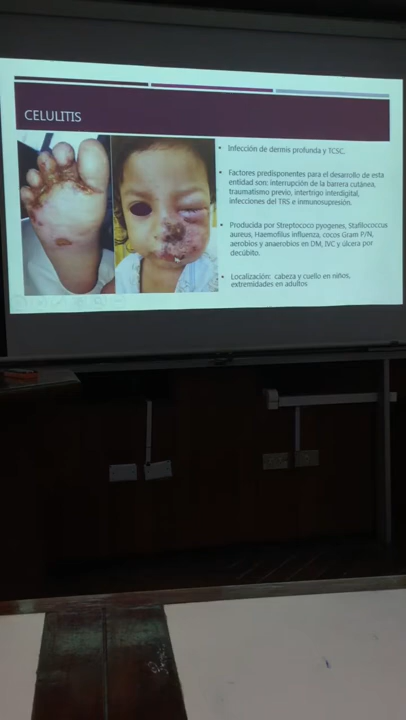 CELULITIS
Infección de dermis profunda y TCSC.
Factores predisponentes para el desarrollo de esta
entidad son: interrupción de la barrera cutánea,
traumatismo previo, intertrigo interdigital,
infecciones del TRS e inmunosupresión.
Producida por Streptococo pyogenes, Stafilococcus
aureus, Haemofilus influenza, cocos Gram P/N,
aerobios y anaerobios en DM, IVC y úlcera por
decúbito.
Localización: cabeza y cuello en niños,
extremidades en adultos